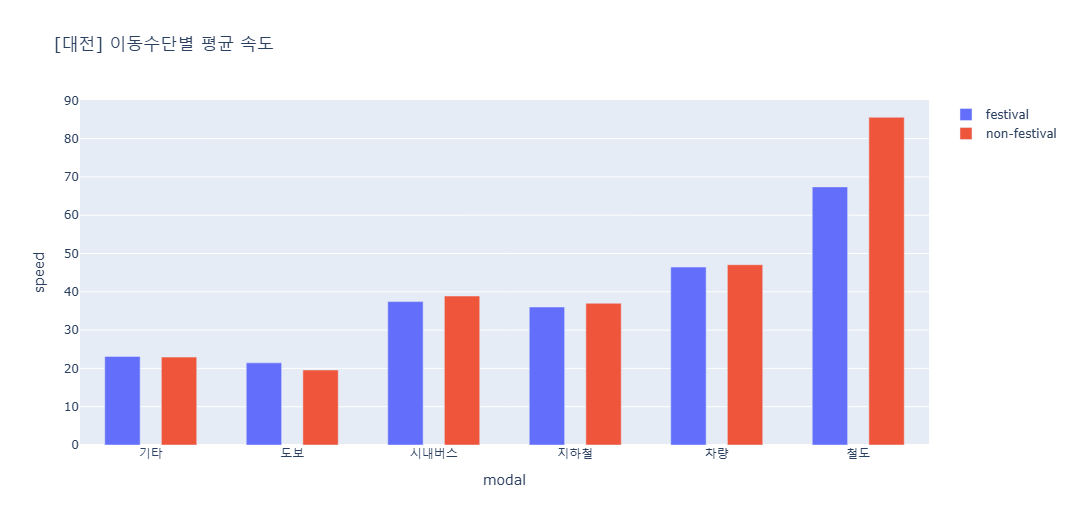 [대전] 이동수단별 평균 속도
festival
non-festival
speed
90
80
70
60
50
40
30
20
10
0
기타 도보 시내버스 지하철 차량 철도
modal